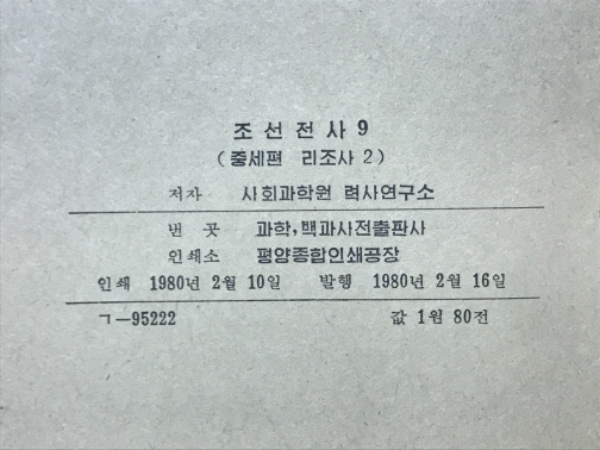 조선전사 9
(중세편 리조사 2)
저자 사회과학원 력사연구소
낸 곳 과학, 백과사전출판사
인쇄소 평양종합인쇄공장
인쇄 1980년 2월 10일 발행 1980년 2월 16일
ㄱ—95222 값 1원 80전